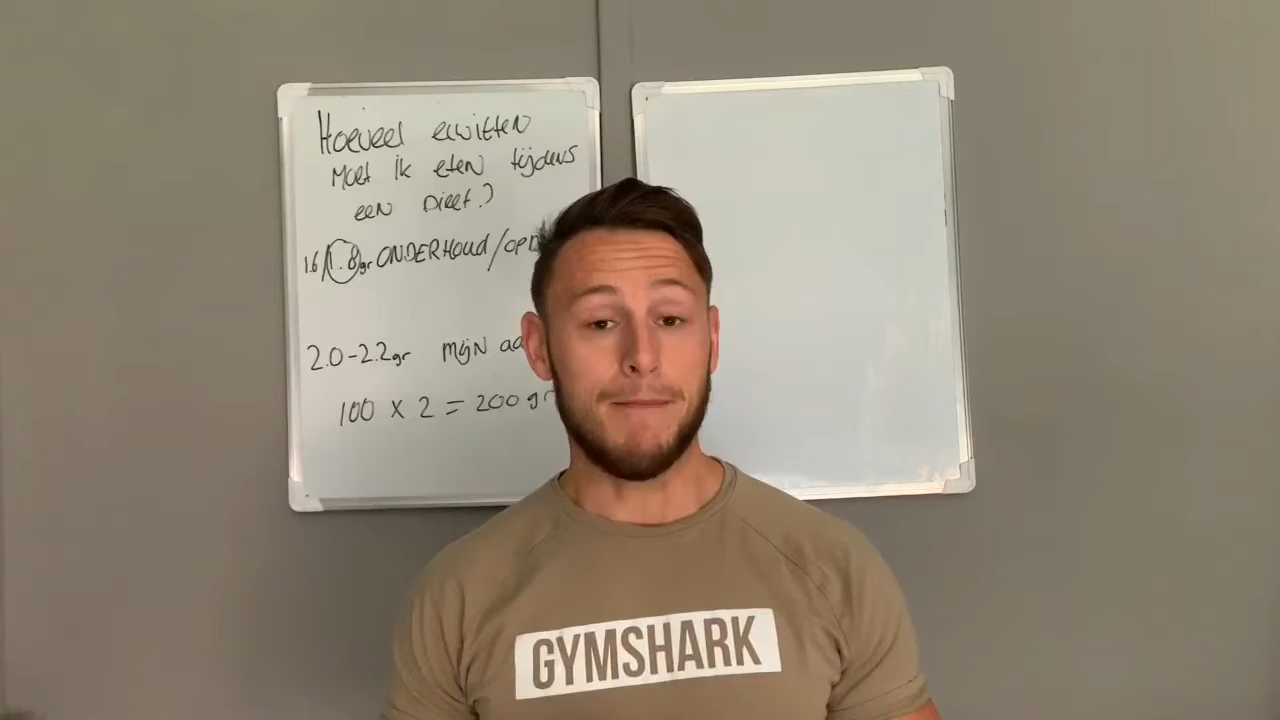 Hoeveel eiwitten
Moet ik eten tijdens
een Dieet?
1.6/1.8gr ONDERHoud/op
2.0-2.2gr MijN aa
100 x 2 = 200 gr
GYMSHARK